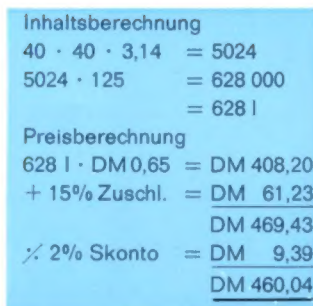 Inhaltsberechnung
40 · 40 · 3,14 = 5024
5024 · 125 = 628 000
= 628 l
Preisberechnung
628 l · DM 0,65 = DM 408,20
+ 15% Zuschl. = DM 61,23
DM 469,43
⁒ 2% Skonto = DM 9,39
DM 460,04